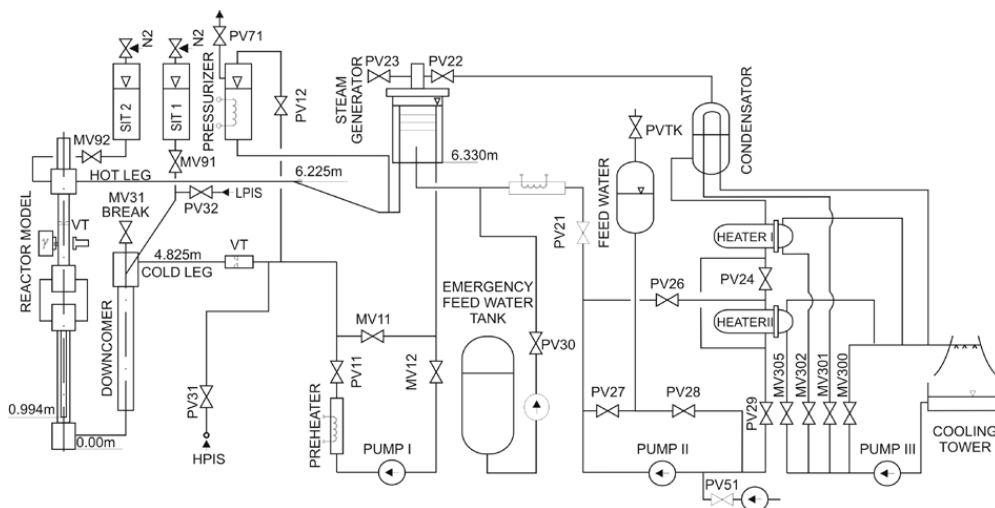 N2
N2
PV71
SIT 2
SIT 1
PRESSURIZER
PV12
STEAM
GENERATOR
PV23
PV22
CONDENSATOR
PVTK
FEED WATER
MV92
MV91
6.330m
6.225m
HOT LEG
LPIS
PV32
MV31
BREAK
REACTOR MODEL
VT
γ
4.825m
VT
COLD LEG
DOWNCOMER
PV21
HEATER I
PV24
PV26
HEATER II
EMERGENCY
FEED WATER
TANK
MV11
PV11
MV12
PV30
PV31
PREHEATER
PV27
PV28
PV29
MV305
MV302
MV301
MV300
0.994m
0.00m
HPIS
PUMP I
PUMP II
PUMP III
PV51
COOLING
TOWER